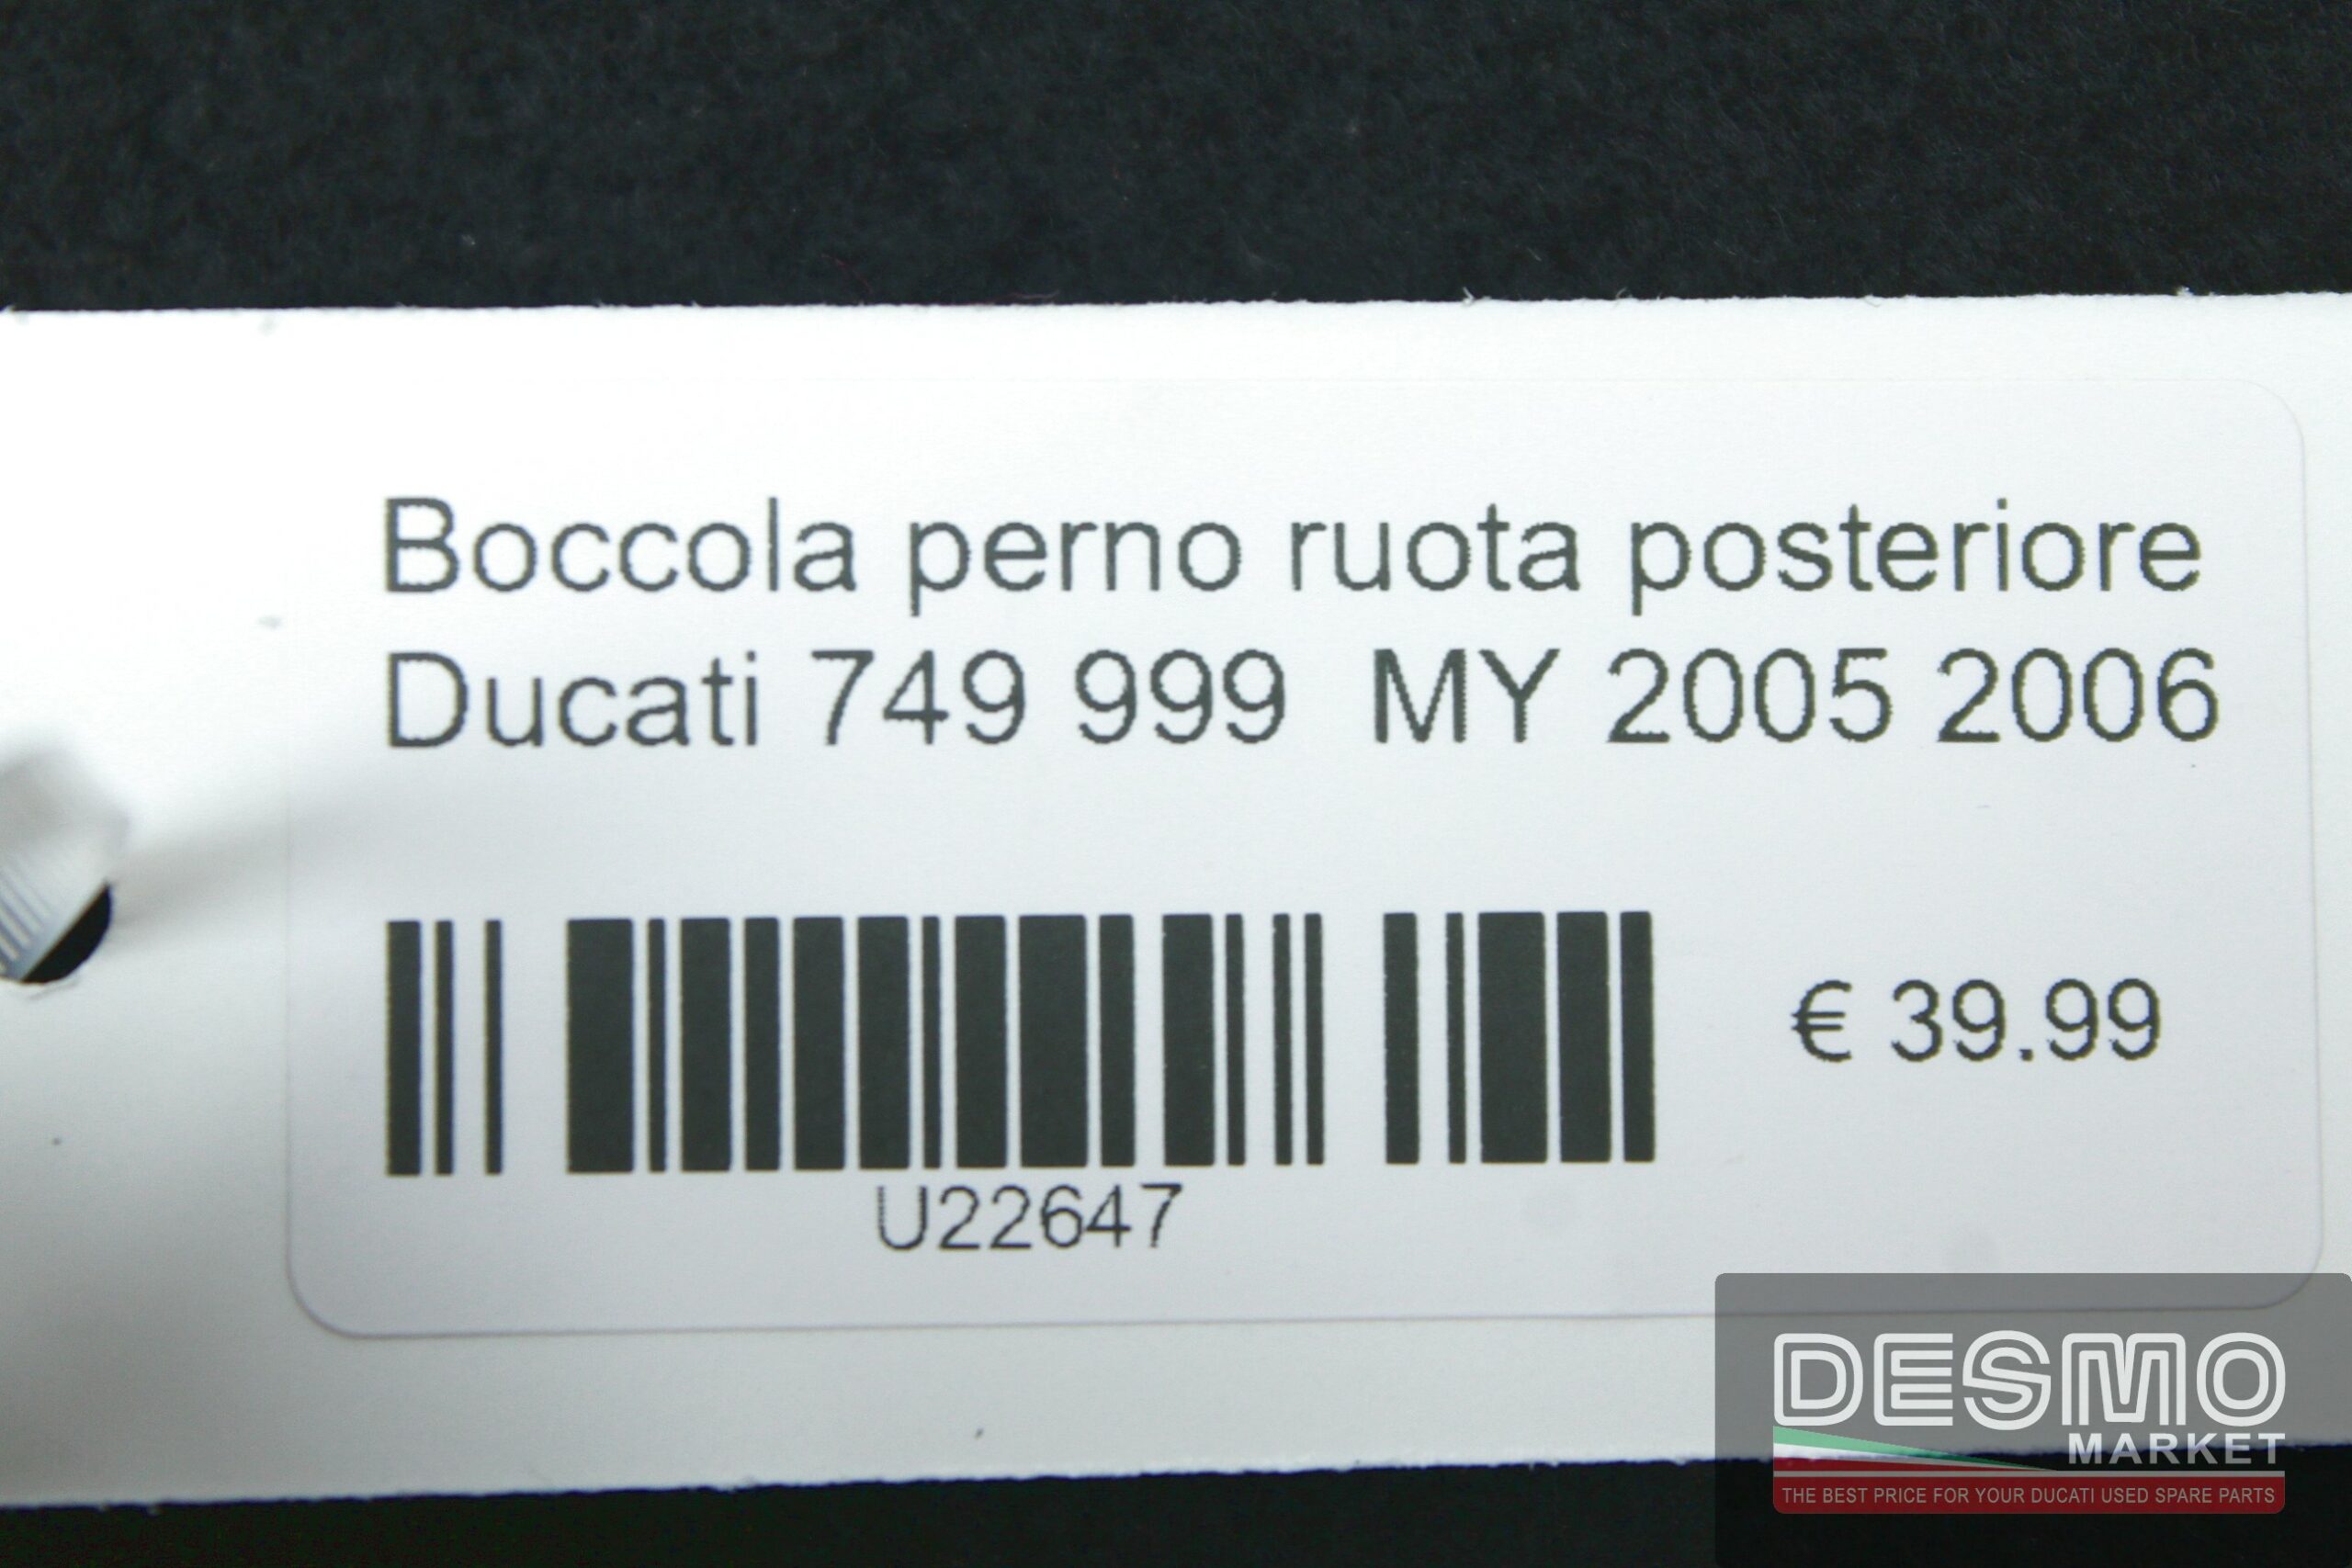 Boccola perno ruota posteriore
Ducati 749 999  MY 2005 2006
€ 39.99
U22647
DESMO
MARKET
THE BEST PRICE FOR YOUR DUCATI USED SPARE PARTS